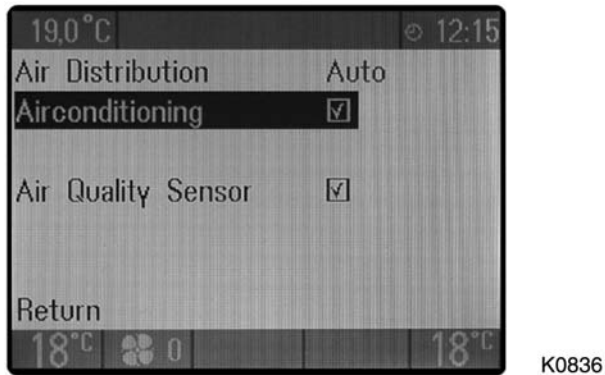 19,0°C 12:15
Air Distribution Auto
Airconditioning
Air Quality Sensor
Return
18°C 0 18°C
K0836